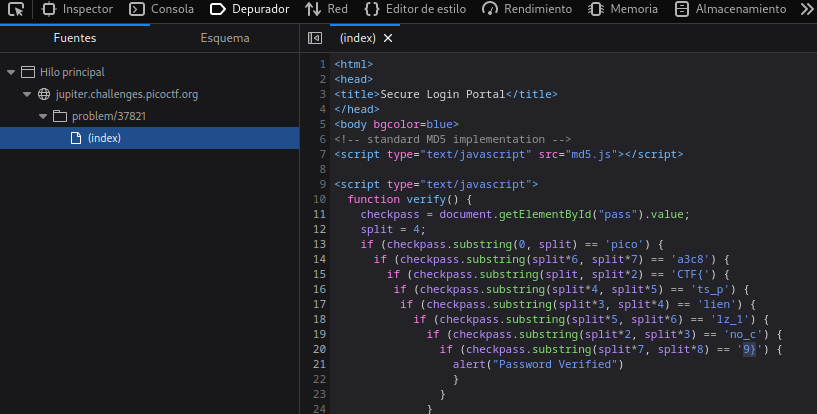 Inspector Consola Depurador Red Editor de estilo Rendimiento Memoria Almacenamiento
Fuentes Esquema
Hilo principal
jupiter.challenges.picoctf.org
problem/37821
(index)
(index)
1 <html>
2 <head>
3 <title>Secure Login Portal</title>
4 </head>
5 <body bgcolor=blue>
6 <!-- standard MD5 implementation -->
7 <script type="text/javascript" src="md5.js"></script>
8
9 <script type="text/javascript">
10 function verify() {
11 checkpass = document.getElementById("pass").value;
12 split = 4;
13 if (checkpass.substring(0, split) == 'pico') {
14 if (checkpass.substring(split*6, split*7) == 'a3c8') {
15 if (checkpass.substring(split, split*2) == 'CTF{') {
16 if (checkpass.substring(split*4, split*5) == 'ts_p') {
17 if (checkpass.substring(split*3, split*4) == 'lien') {
18 if (checkpass.substring(split*5, split*6) == 'lz_1') {
19 if (checkpass.substring(split*2, split*3) == 'no_c') {
20 if (checkpass.substring(split*7, split*8) == '9}') {
21 alert("Password Verified")
22 }
23 }
24 }